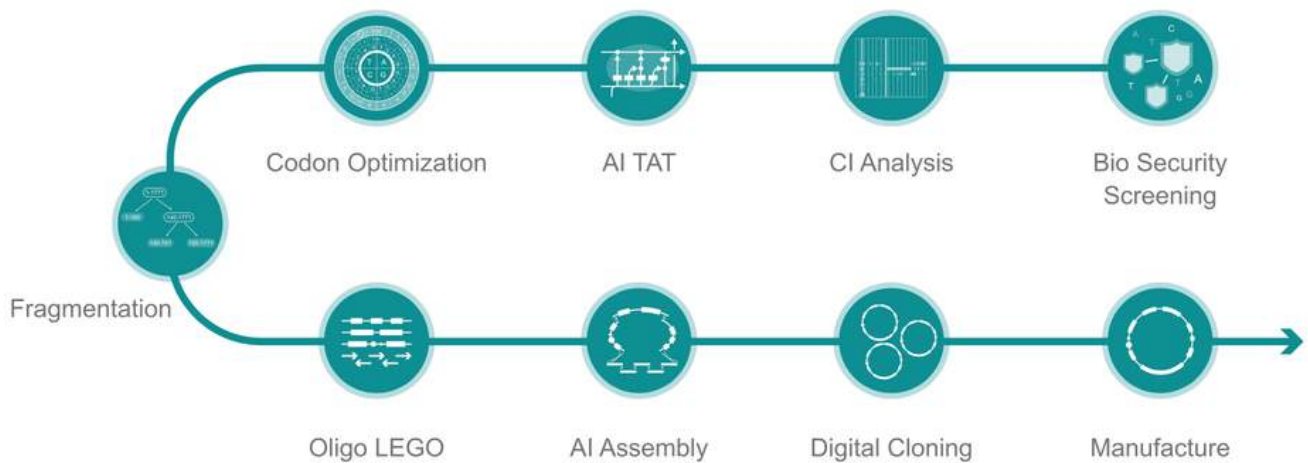 Codon Optimization
AI TAT
CI Analysis
Bio Security
Screening
Fragmentation
Oligo LEGO
AI Assembly
Digital Cloning
Manufacture
T A
C G
A
T
C
T
T
A
G
G